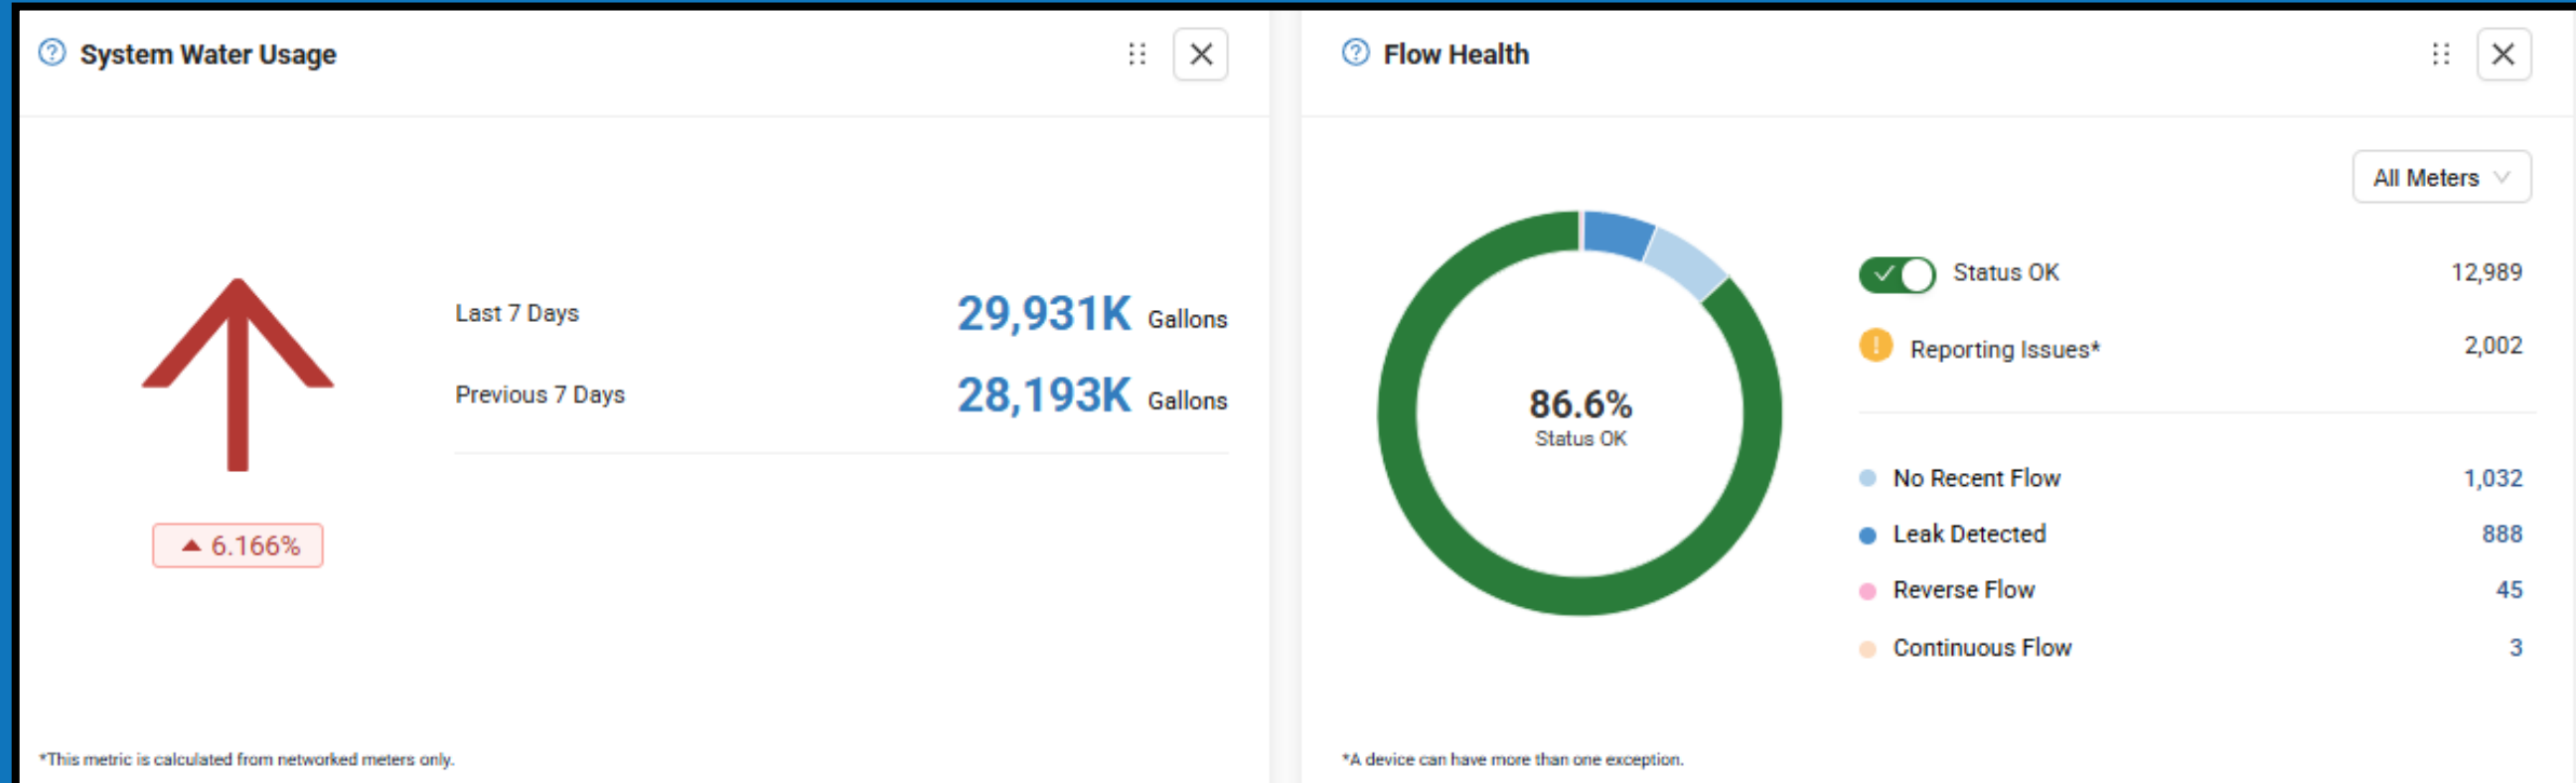 System Water Usage
Last 7 Days 29,931K Gallons
Previous 7 Days 28,193K Gallons
▲ 6.166%
*This metric is calculated from networked meters only.
Flow Health
All Meters
86.6%
Status OK
Status OK 12,989
Reporting Issues* 2,002
No Recent Flow 1,032
Leak Detected 888
Reverse Flow 45
Continuous Flow 3
*A device can have more than one exception.